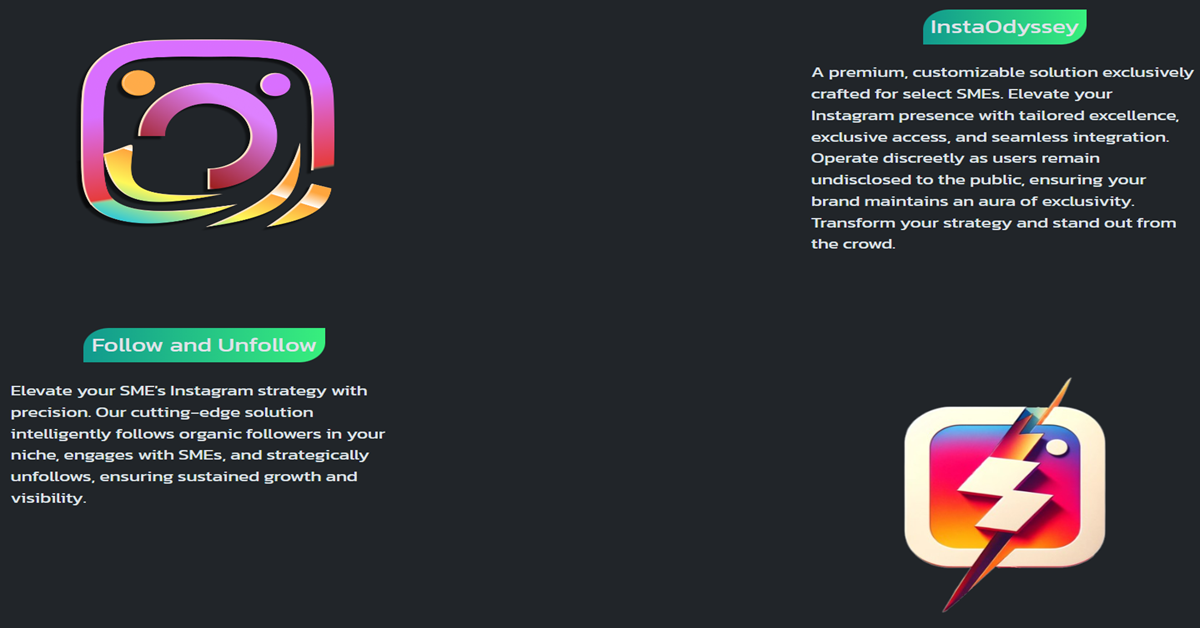 InstaOdyssey
A premium, customizable solution exclusively
crafted for select SMEs. Elevate your
Instagram presence with tailored excellence,
exclusive access, and seamless integration.
Operate discreetly as users remain
undisclosed to the public, ensuring your
brand maintains an aura of exclusivity.
Transform your strategy and stand out from
the crowd.
Follow and Unfollow
Elevate your SME's Instagram strategy with
precision. Our cutting-edge solution
intelligently follows organic followers in your
niche, engages with SMEs, and strategically
unfollows, ensuring sustained growth and
visibility.